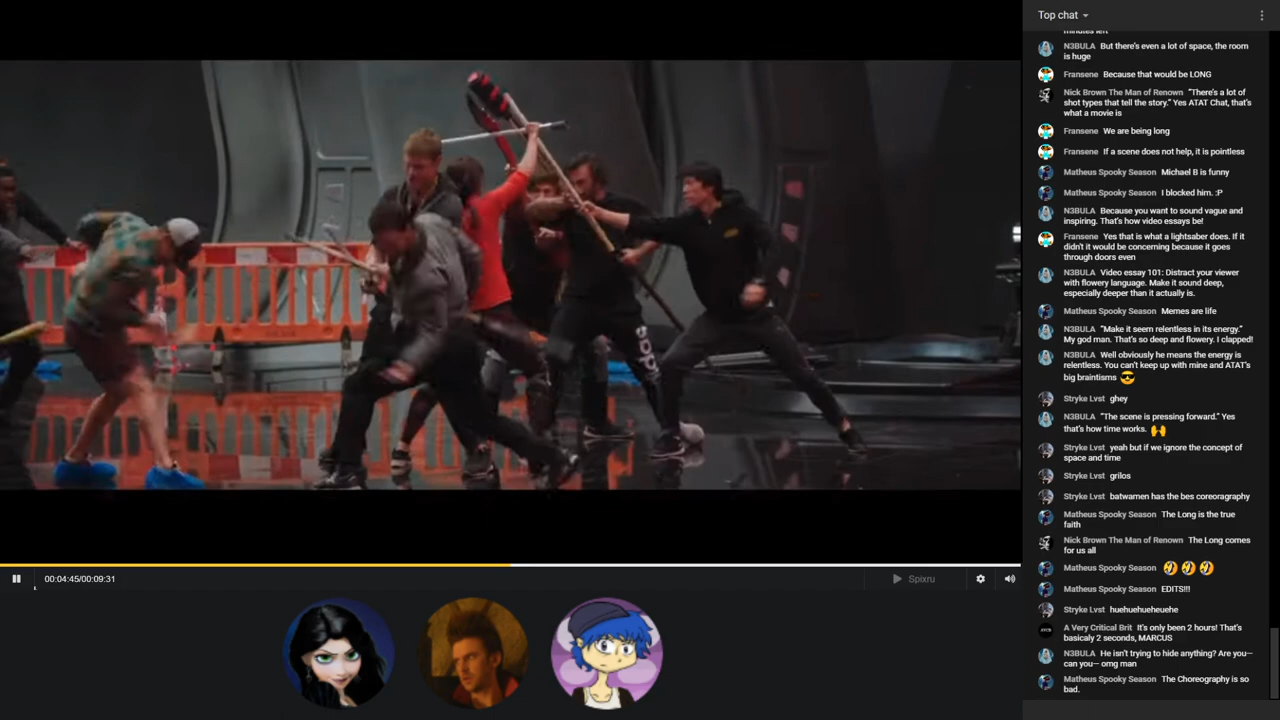 Top chat
minutes left
N3BULA But there's even a lot of space, the room
is huge
Fransene Because that would be LONG
Nick Brown The Man of Renown "There's a lot of
shot types that tell the story." Yes ATAT Chat, that's
what a movie is
Fransene We are being long
Fransene If a scene does not help, it is pointless
Matheus Spooky Season Michael B is funny
Matheus Spooky Season I blocked him. :P
N3BULA Because you want to sound vague and
inspiring. That's how video essays be!
Fransene Yes that is what a lightsaber does. If it
didn't it would be concerning because it goes
through doors even
N3BULA Video essay 101: Distract your viewer
with flowery language. Make it sound deep,
especially deeper than it actually is.
Matheus Spooky Season Memes are life
N3BULA "Make it seem relentless in its energy."
My god man. That's so deep and flowery. I clapped!
N3BULA Well obviously he means the energy is
relentless. You can't keep up with mine and ATAT's
big braintisms 😎
Stryke Lvst ghey
N3BULA "The scene is pressing forward." Yes
that's how time works. 🙌
Stryke Lvst yeah but if we ignore the concept of
space and time
Stryke Lvst grilos
Stryke Lvst batwamen has the bes coreoragraphy
Matheus Spooky Season The Long is the true
faith
Nick Brown The Man of Renown The Long comes
for us all
Matheus Spooky Season 🤣 🤣 🤣
Matheus Spooky Season EDITS!!!
Stryke Lvst huehuehueheuehe
A Very Critical Brit It's only been 2 hours! That's
basicaly 2 seconds, MARCUS
N3BULA He isn't trying to hide anything? Are you—
can you— omg man
Matheus Spooky Season The Choreography is so
bad.
adidas
00:04:45/00:09:31
Spixru